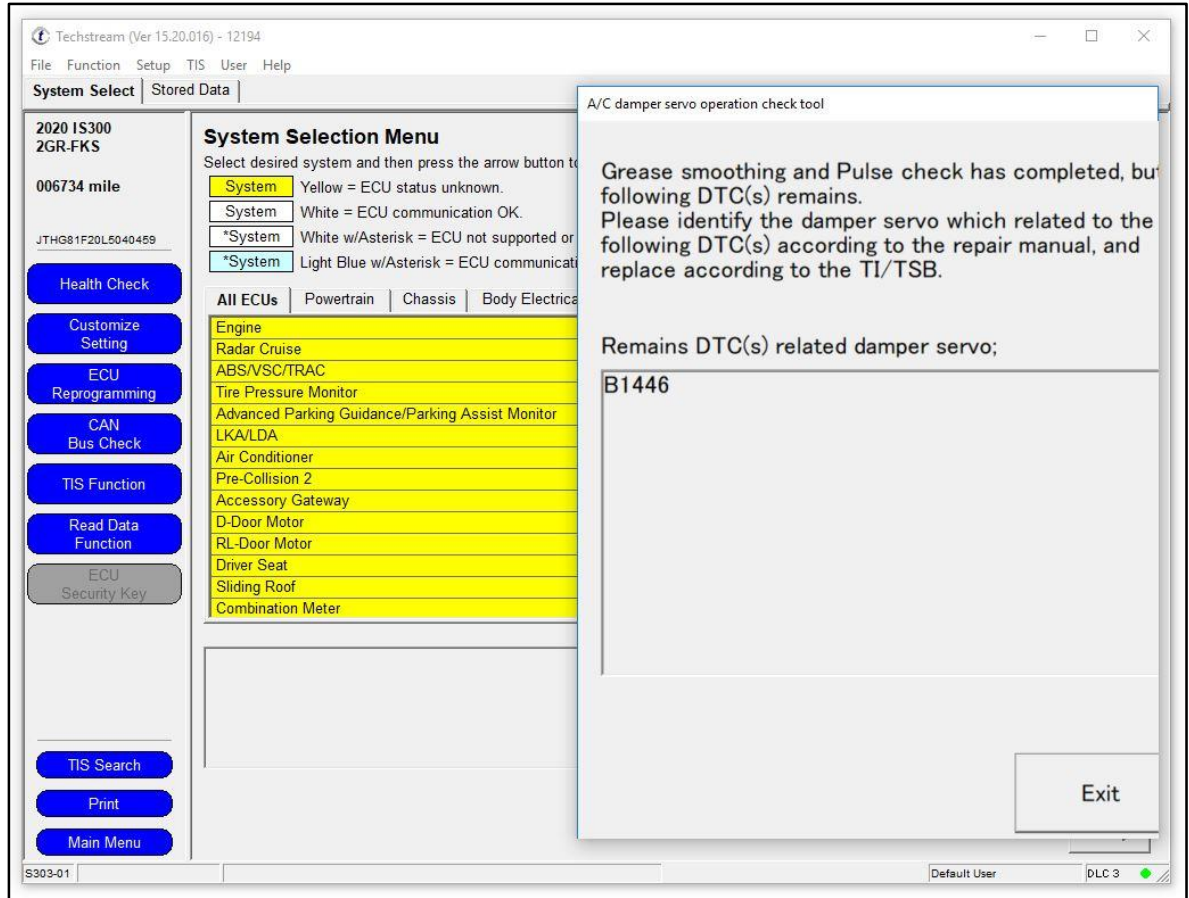 Techstream (Ver 15.20.016) - 12194
File Function Setup TIS User Help
System Select Stored Data
2020 IS300
2GR-FKS
006734 mile
JTHG81F20L5040459
Health Check
Customize
Setting
ECU
Reprogramming
CAN
Bus Check
TIS Function
Read Data
Function
ECU
Security Key
TIS Search
Print
Main Menu
System Selection Menu
Select desired system and then press the arrow button to
System Yellow = ECU status unknown.
System White = ECU communication OK.
*System White w/Asterisk = ECU not supported or
*System Light Blue w/Asterisk = ECU communicati
All ECUs Powertrain Chassis Body Electrica
Engine
Radar Cruise
ABS/VSC/TRAC
Tire Pressure Monitor
Advanced Parking Guidance/Parking Assist Monitor
LKA/LDA
Air Conditioner
Pre-Collision 2
Accessory Gateway
D-Door Motor
RL-Door Motor
Driver Seat
Sliding Roof
Combination Meter
A/C damper servo operation check tool
Grease smoothing and Pulse check has completed, but
following DTC(s) remains.
Please identify the damper servo which related to the
following DTC(s) according to the repair manual, and
replace according to the TI/TSB.
Remains DTC(s) related damper servo;
B1446
Exit
S303-01
Default User
DLC 3